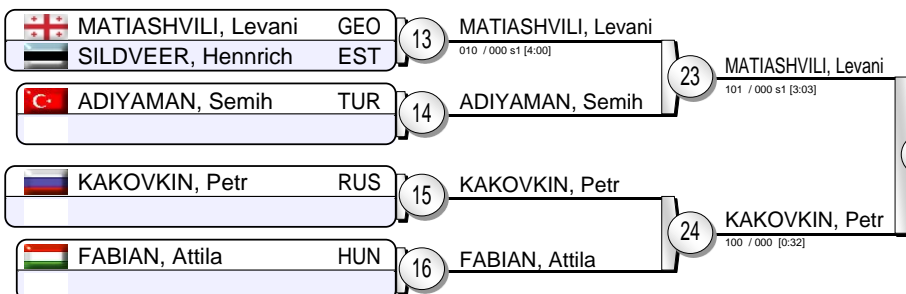 MATIASHVILI, Levani GEO
SILDVEER, Hennrich EST
13
MATIASHVILI, Levani
010 / 000 s1 [4:00]
23
MATIASHVILI, Levani
101 / 000 s1 [3:03]
ADIYAMAN, Semih TUR
14
ADIYAMAN, Semih
KAKOVKIN, Petr RUS
15
KAKOVKIN, Petr
24
KAKOVKIN, Petr
100 / 000 [0:32]
FABIAN, Attila HUN
16
FABIAN, Attila